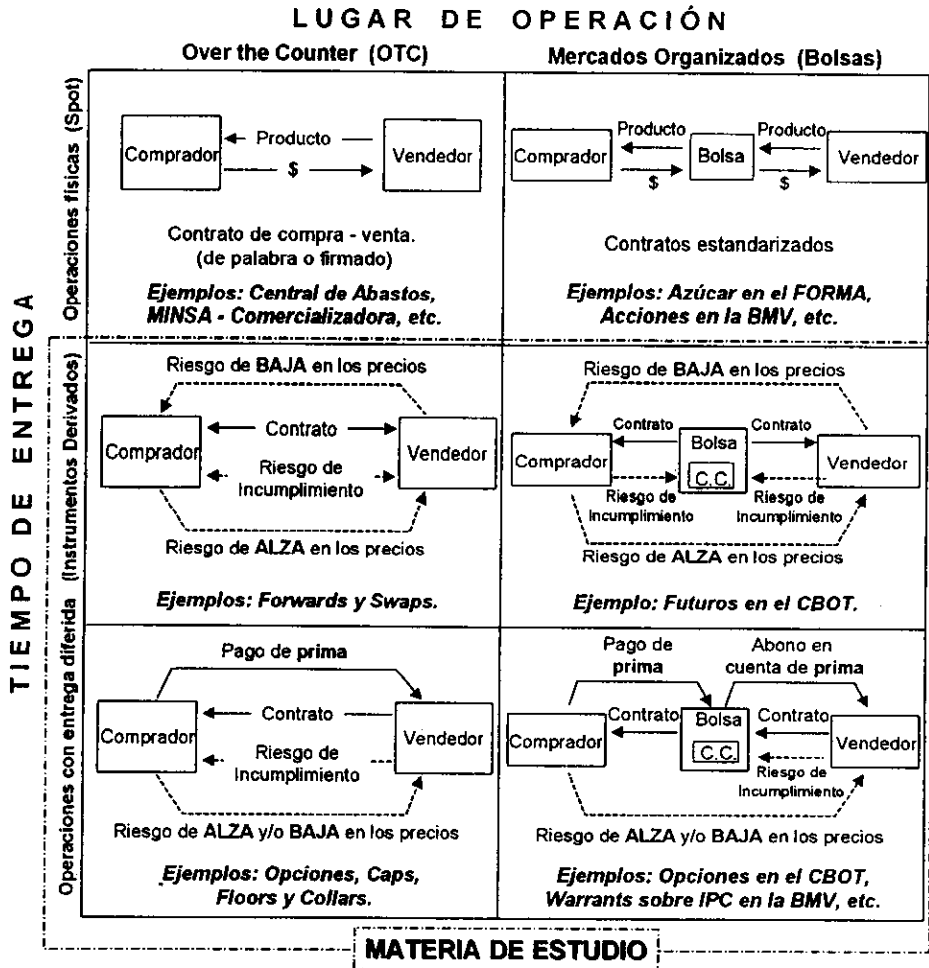 LUGAR DE OPERACIÓN
Over the Counter (OTC)
Mercados Organizados (Bolsas)
TIEMPO DE ENTREGA
Operaciones físicas (Spot)
Comprador
Producto
$
Vendedor
Contrato de compra - venta.
(de palabra o firmado)
Ejemplos: Central de Abastos,
MINSA - Comercializadora, etc.
Comprador
Producto
$
Bolsa
Producto
$
Vendedor
Contratos estandarizados
Ejemplos: Azúcar en el FORMA,
Acciones en la BMV, etc.
Operaciones con entrega diferida (Instrumentos Derivados)
Riesgo de BAJA en los precios
Comprador
Contrato
Riesgo de
Incumplimiento
Vendedor
Riesgo de ALZA en los precios
Ejemplos: Forwards y Swaps.
Riesgo de BAJA en los precios
Comprador
Contrato
Riesgo de
Incumplimiento
Bolsa
C.C.
Contrato
Riesgo de
Incumplimiento
Vendedor
Riesgo de ALZA en los precios
Ejemplo: Futuros en el CBOT.
Pago de prima
Comprador
Contrato
Riesgo de
Incumplimiento
Vendedor
Riesgo de ALZA y/o BAJA en los precios
Ejemplos: Opciones, Caps,
Floors y Collars.
Pago de
prima
Abono en
cuenta de prima
Comprador
Contrato
Bolsa
C.C.
Contrato
Riesgo de
Incumplimiento
Vendedor
Riesgo de ALZA y/o BAJA en los precios
Ejemplos: Opciones en el CBOT,
Warrants sobre IPC en la BMV, etc.
MATERIA DE ESTUDIO